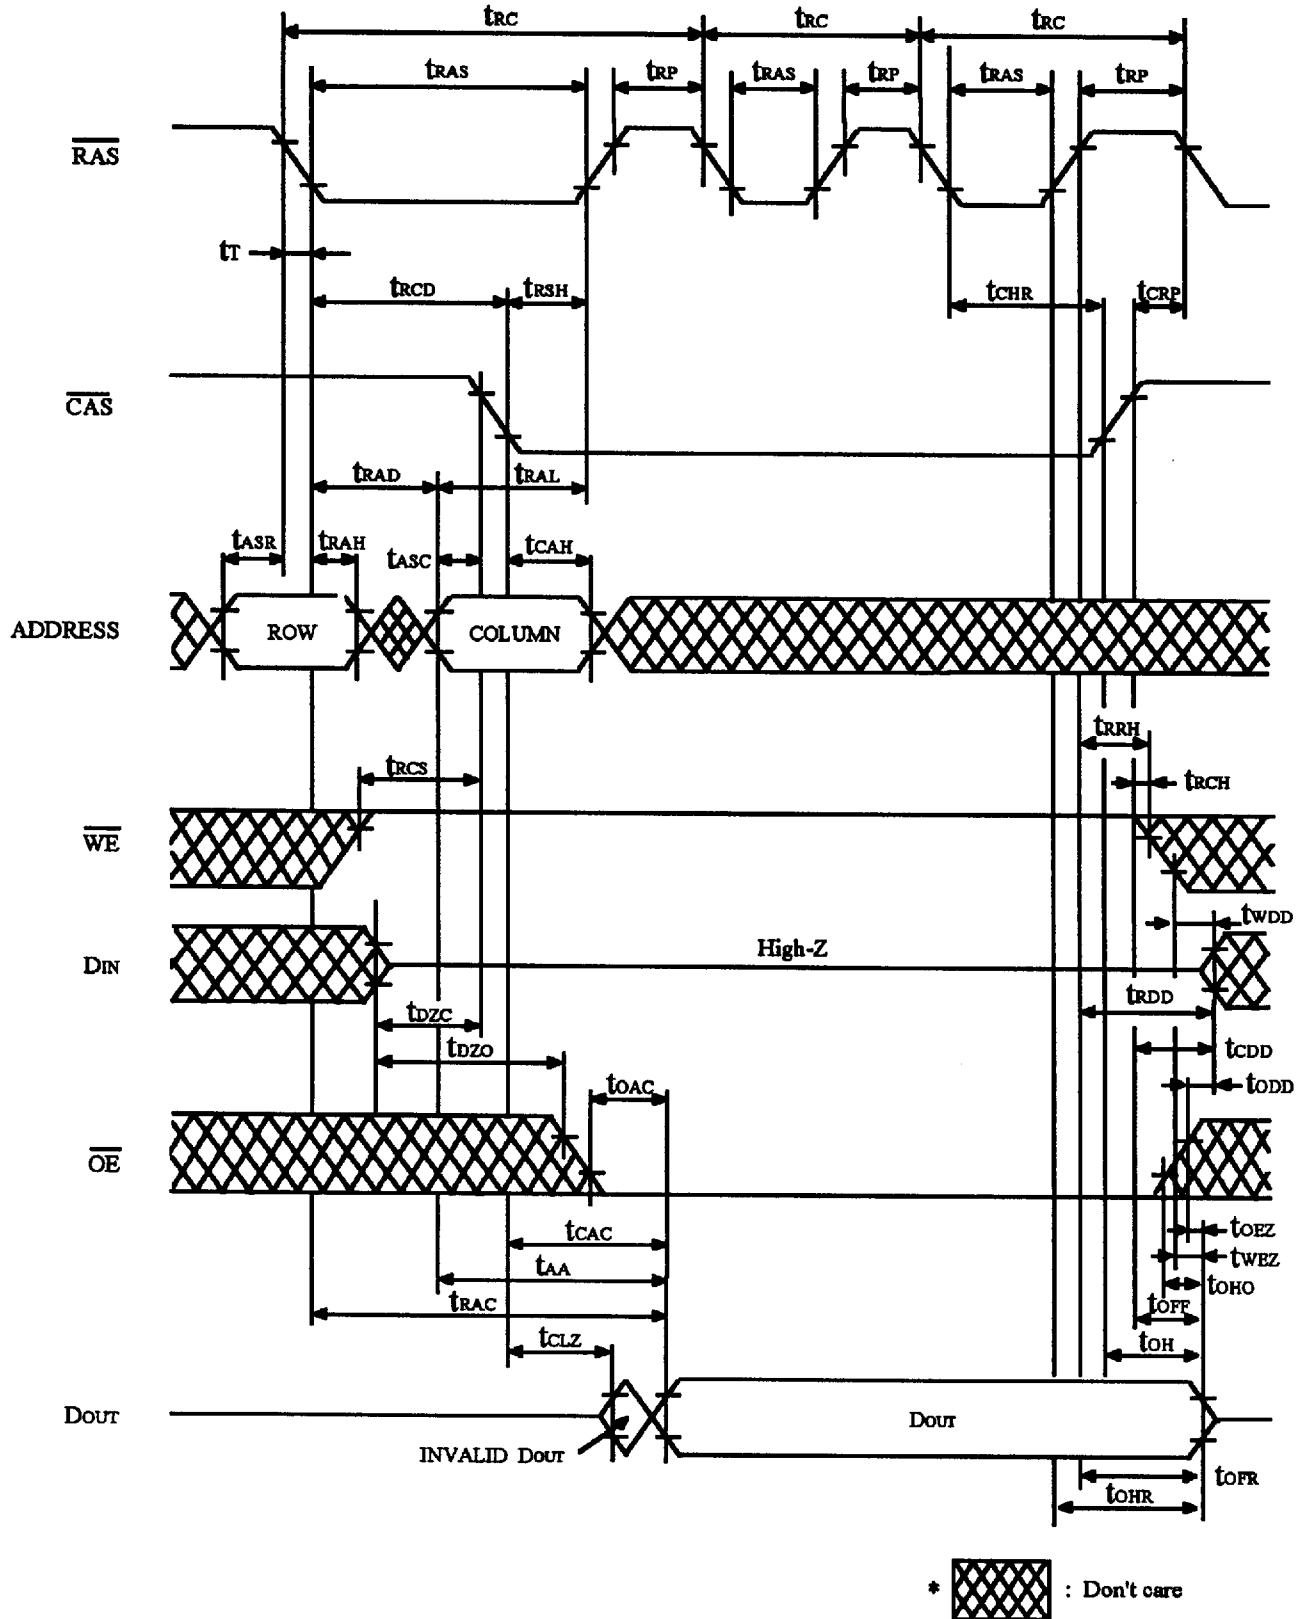 tRC tRC tRC
tRAS tRP tRAS tRP tRAS tRP
RAS
tT
tRCD tRSH tCHR tCRP
CAS
tRAD tRAL
tASR tRAH tASC tCAH
ADDRESS ROW COLUMN
tRRH
tRCS tRCH
WE
tWDD
DIN High-Z
tRDD
tDZC
tDZO tCDD
tOAC tODD
OE
tCAC tOEZ
tAA tWEZ
tOHO
tRAC tOFF
tCLZ tOH
DOUT DOUT
INVALID DOUT
tOFR
tOHR
* : Don't care